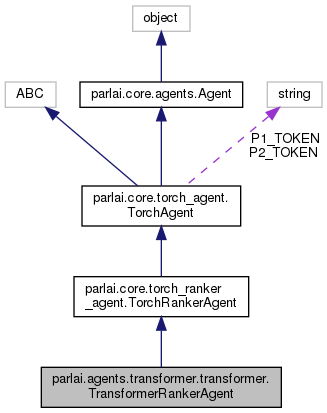 object
ABC
parlai.core.agents.Agent
string
P1_TOKEN
P2_TOKEN
parlai.core.torch_agent.
TorchAgent
parlai.core.torch_ranker
_agent.TorchRankerAgent
parlai.agents.transformer.transformer.
TransformerRankerAgent